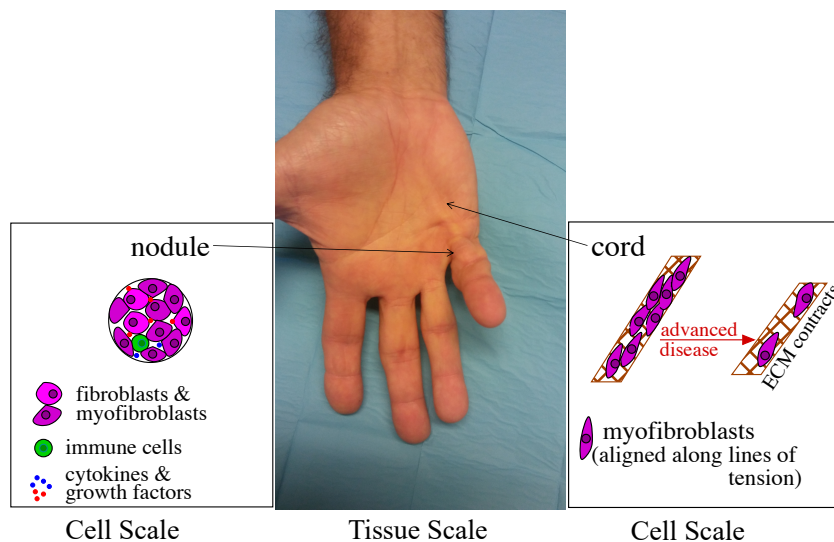 nodule
cord
fibroblasts &
myofibroblasts
immune cells
cytokines &
growth factors
advanced
disease
ECM contracts
myofibroblasts
(aligned along lines of
tension)
Cell Scale
Tissue Scale
Cell Scale